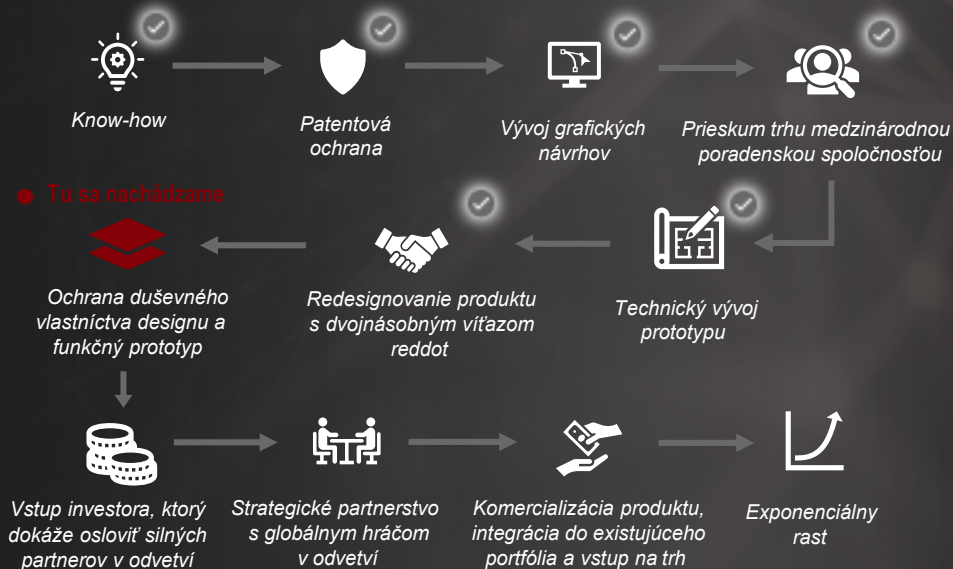 Know-how
Patentová
ochrana
Vývoj grafických
návrhov
Prieskum trhu medzinárodnou
poradenskou spoločnosťou
Tu sa nachádzame
Ochrana duševného
vlastníctva designu a
funkčný prototyp
Redesignovanie produktu
s dvojnásobným víťazom
reddot
Technický vývoj
prototypu
Vstup investora, ktorý
dokáže osloviť silných
partnerov v odvetví
Strategické partnerstvo
s globálnym hráčom
v odvetví
Komercializácia produktu,
integrácia do existujúceho
portfólia a vstup na trh
Exponenciálny
rast